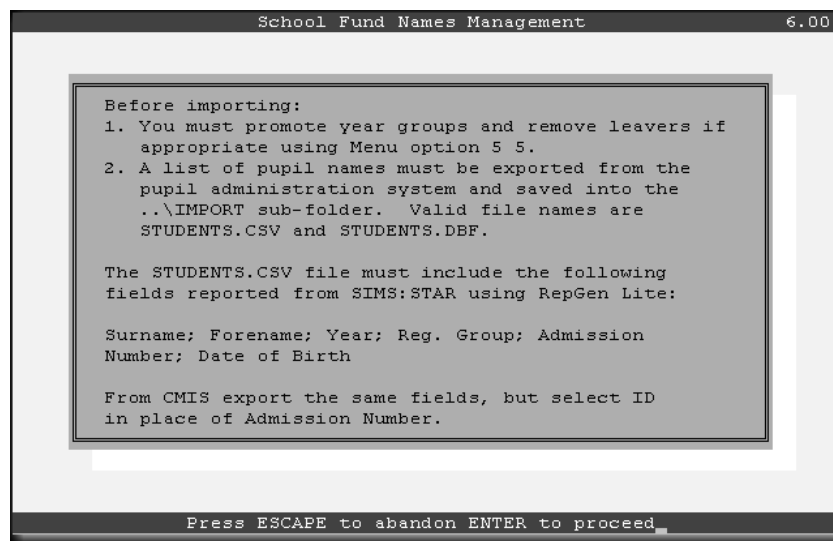 School Fund Names Management 6.00
Before importing:
1. You must promote year groups and remove leavers if
appropriate using Menu option 5 5.
2. A list of pupil names must be exported from the
pupil administration system and saved into the
..\IMPORT sub-folder. Valid file names are
STUDENTS.CSV and STUDENTS.DBF.
The STUDENTS.CSV file must include the following
fields reported from SIMS:STAR using RepGen Lite:
Surname; Forename; Year; Reg. Group; Admission
Number; Date of Birth
From CMIS export the same fields, but select ID
in place of Admission Number.
Press ESCAPE to abandon ENTER to proceed_